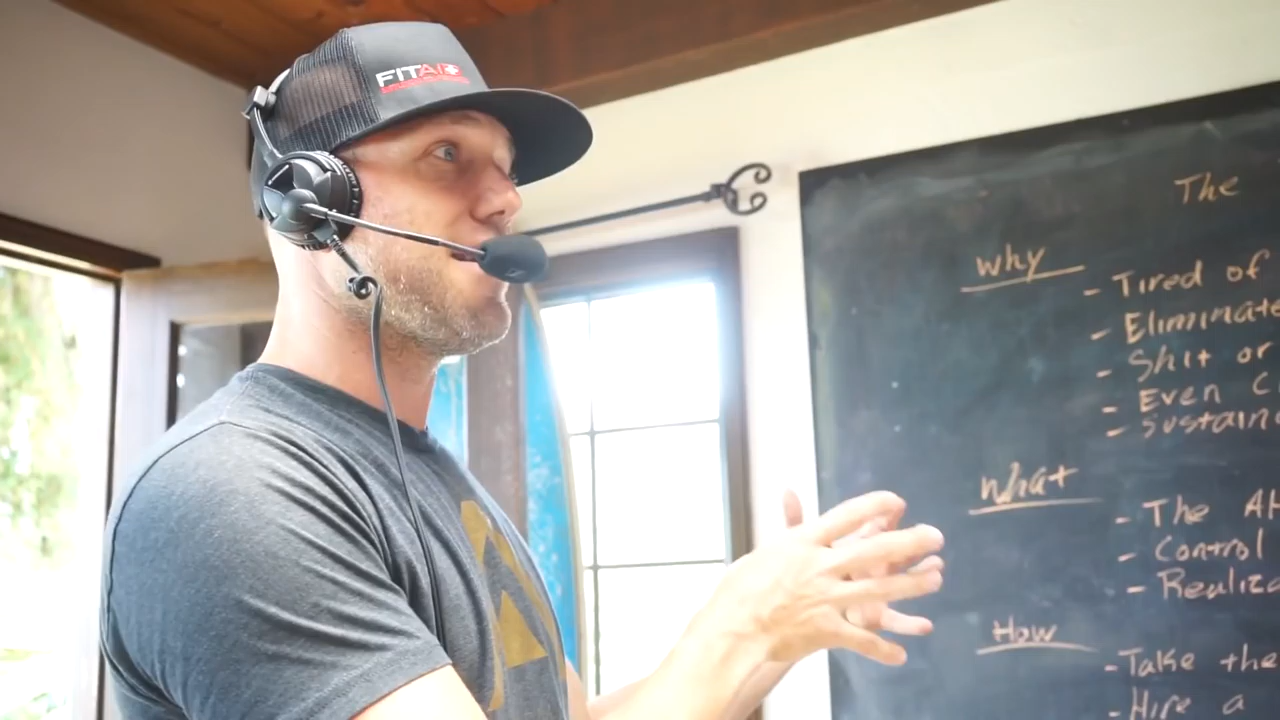 FITAID
The
why
- Tired of
- Eliminate
- Shit or
- Even
- Sustain
What
- The
- Control
- Realiz
How
- Take the
- Hire a